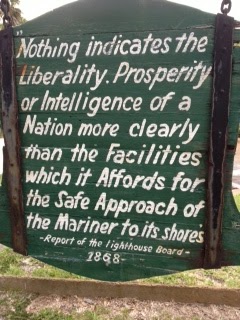 "Nothing indicates the
Liberality. Prosperity
or Intelligence of a
Nation more clearly
than the Facilities
which it Affords for
the Safe Approach of
the Mariner to its shores"
-Report of the lighthouse Board-
-1868-